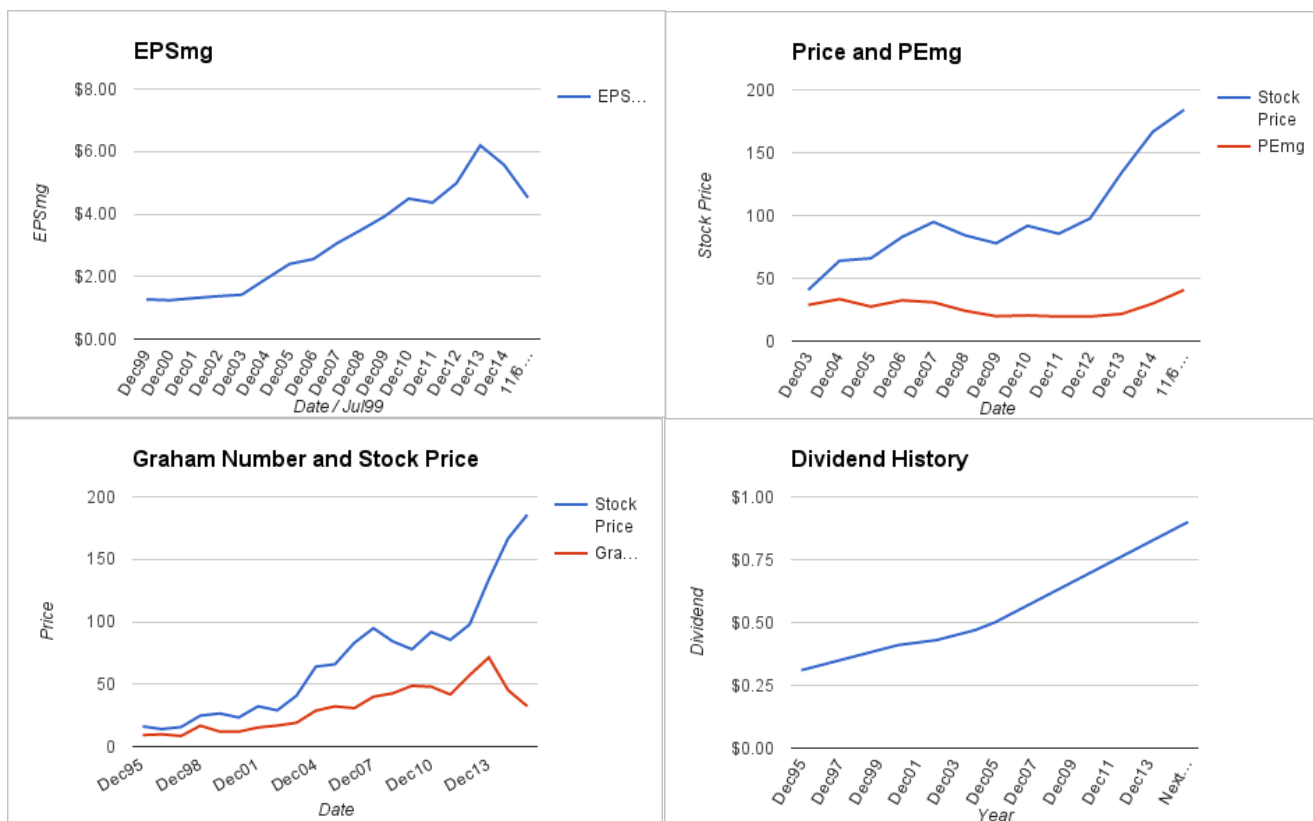 EPSmg
$8.00
$6.00
$4.00
$2.00
$0.00
EPSmg
EPS...
Dec99
Dec00
Dec01
Dec02
Dec03
Dec04
Dec05
Dec06
Dec07
Dec08
Dec09
Dec10
Dec11
Dec12
Dec13
Dec14
11/6...
Date / Jul99
Price and PEmg
200
150
100
50
0
Stock Price
Stock
Price
PEmg
Dec03
Dec04
Dec05
Dec06
Dec07
Dec08
Dec09
Dec10
Dec11
Dec12
Dec13
Dec14
11/6...
Date
Graham Number and Stock Price
200
150
100
50
0
Price
Stock
Price
Gra...
Dec95
Dec98
Dec01
Dec04
Dec07
Dec10
Dec13
Date
Dividend History
$1.00
$0.75
$0.50
$0.25
$0.00
Dividend
Dec95
Dec97
Dec99
Dec01
Dec03
Dec05
Dec07
Dec09
Dec11
Dec13
Next...
Year